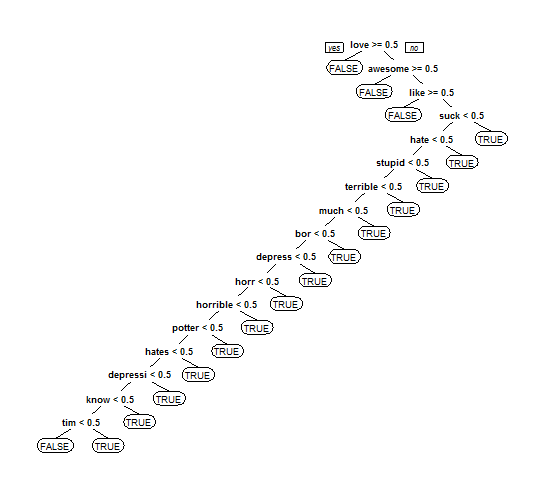 yes love >= 0.5 no
FALSE awesome >= 0.5
FALSE like >= 0.5
FALSE suck < 0.5
hate < 0.5 TRUE
stupid < 0.5 TRUE
terrible < 0.5 TRUE
much < 0.5 TRUE
bor < 0.5 TRUE
depress < 0.5 TRUE
horr < 0.5 TRUE
horrible < 0.5 TRUE
potter < 0.5 TRUE
hates < 0.5 TRUE
depressi < 0.5 TRUE
know < 0.5 TRUE
tim < 0.5 TRUE
FALSE TRUE